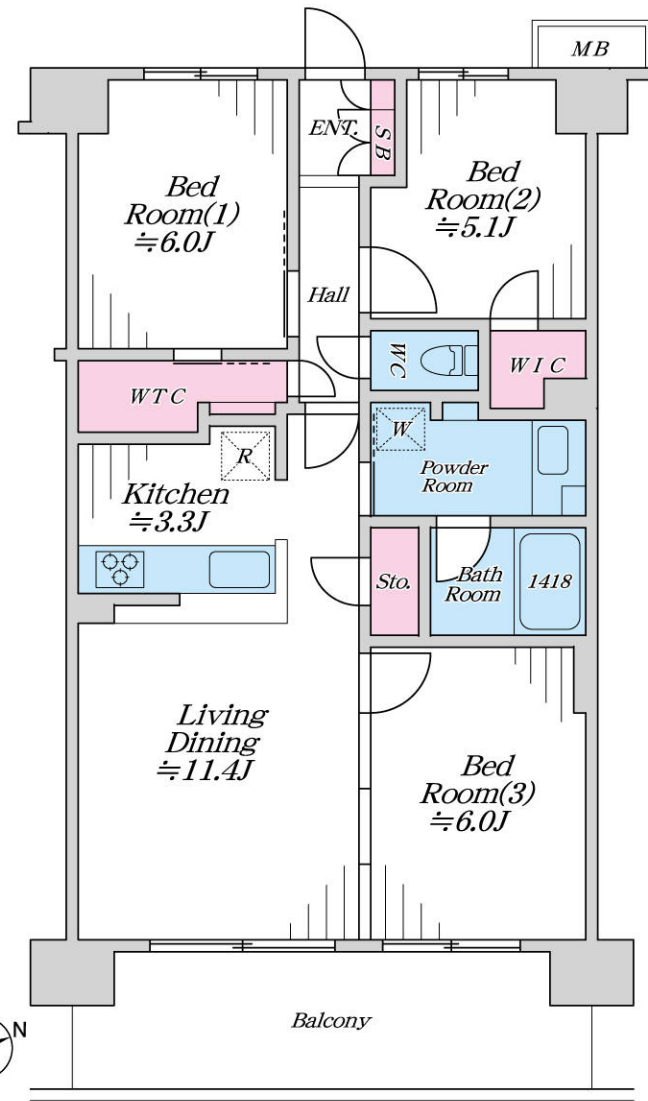 MB
ENT.
SB
Bed
Room(1)
≒6.0J
Bed
Room(2)
≒5.1J
Hall
WC
WIC
WTC
W
R
Powder
Room
Kitchen
≒3.3J
Sto.
Bath
Room
1418
Living
Dining
≒11.4J
Bed
Room(3)
≒6.0J
Balcony
N